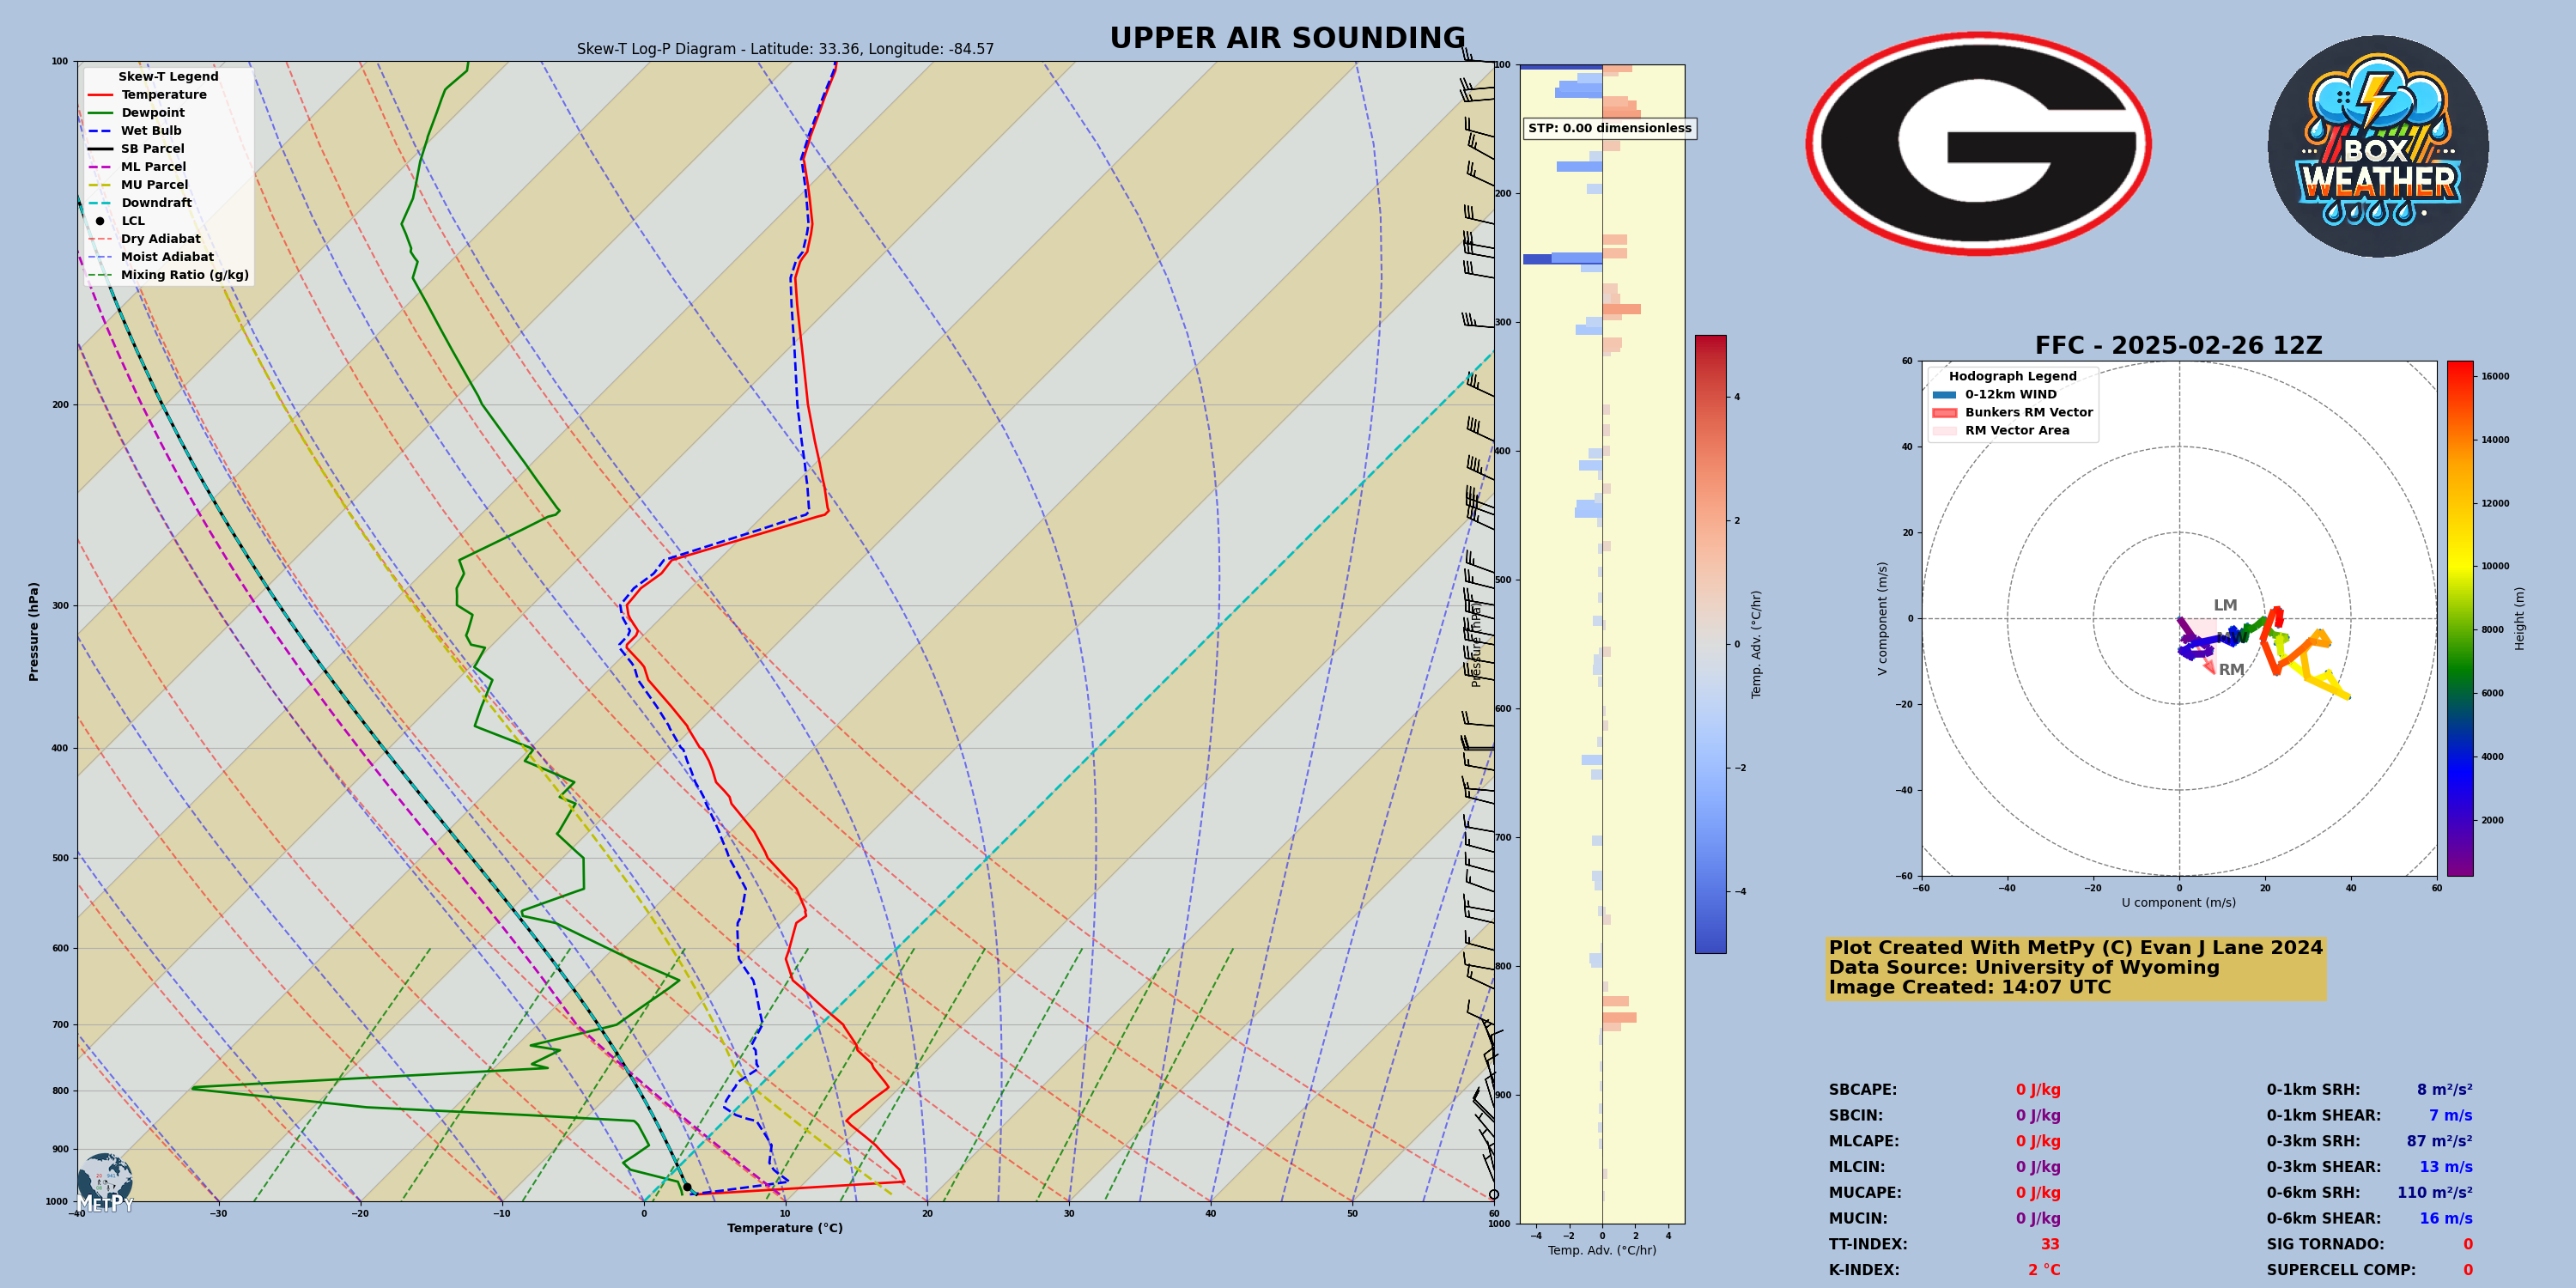 UPPER AIR SOUNDING
Skew-T Log-P Diagram - Latitude: 33.36, Longitude: -84.57
Skew-T Legend
Temperature
Dewpoint
Wet Bulb
SB Parcel
ML Parcel
MU Parcel
Downdraft
LCL
Dry Adiabat
Moist Adiabat
Mixing Ratio (g/kg)
100
200
300
400
500
600
700
800
900
1000
Pressure (hPa)
−40
−30
−20
−10
0
10
20
30
40
50
60
Temperature (°C)
METPY
STP: 0.00 dimensionless
100
200
300
400
500
600
700
800
900
1000
Pressure (hPa)
−4
−2
0
2
4
Temp. Adv. (°C/hr)
4
2
0
−2
−4
Temp. Adv. (°C/hr)
G
BOX
WEATHER
FFC - 2025-02-26 12Z
Hodograph Legend
0-12km WIND
Bunkers RM Vector
RM Vector Area
LM
RM
60
40
20
0
−20
−40
−60
V component (m/s)
−60
−40
−20
0
20
40
60
U component (m/s)
16000
14000
12000
10000
8000
6000
4000
2000
Height (m)
Plot Created With MetPy (C) Evan J Lane 2024
Data Source: University of Wyoming
Image Created: 14:07 UTC
SBCAPE: 0 J/kg 0-1km SRH: 8 m²/s²
SBCIN: 0 J/kg 0-1km SHEAR: 7 m/s
MLCAPE: 0 J/kg 0-3km SRH: 87 m²/s²
MLCIN: 0 J/kg 0-3km SHEAR: 13 m/s
MUCAPE: 0 J/kg 0-6km SRH: 110 m²/s²
MUCIN: 0 J/kg 0-6km SHEAR: 16 m/s
TT-INDEX: 33 SIG TORNADO: 0
K-INDEX: 2 °C SUPERCELL COMP: 0